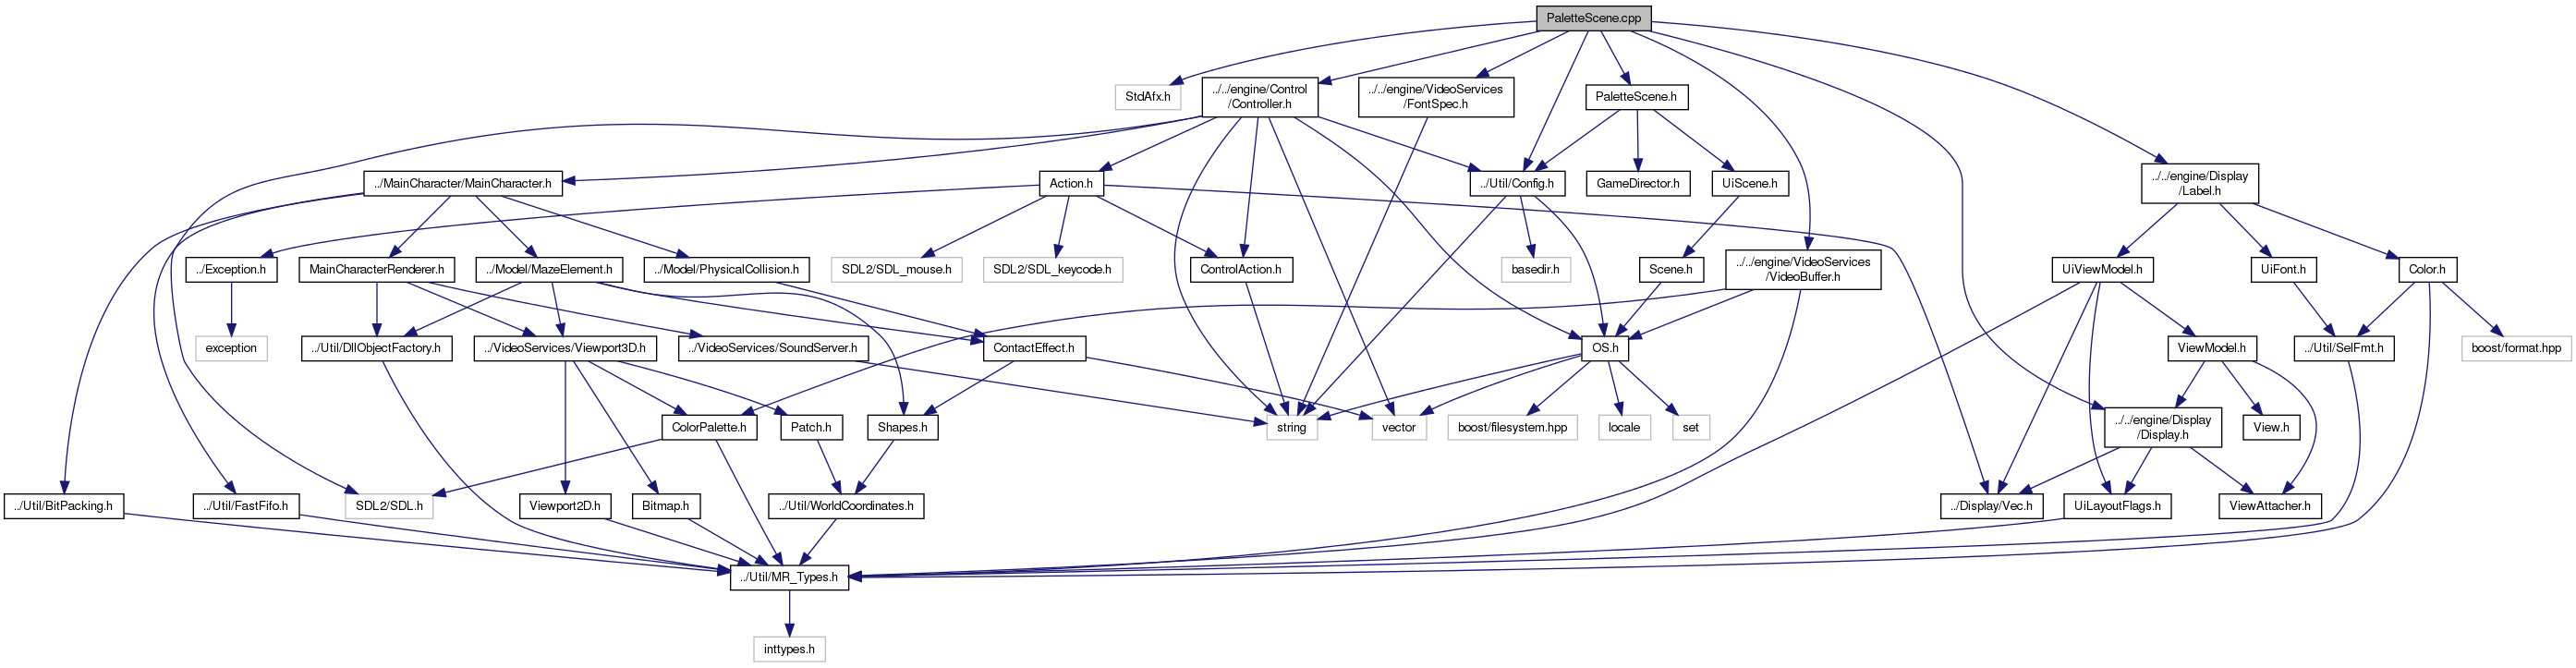 PaletteScene.cpp
StdAfx.h
../../engine/Control
/Controller.h
../../engine/VideoServices
/FontSpec.h
PaletteScene.h
../MainCharacter/MainCharacter.h
Action.h
../Util/Config.h
GameDirector.h
UiScene.h
../../engine/Display
/Label.h
../Exception.h
MainCharacterRenderer.h
../Model/MazeElement.h
../Model/PhysicalCollision.h
SDL2/SDL_mouse.h
SDL2/SDL_keycode.h
ControlAction.h
basedir.h
Scene.h
../../engine/VideoServices
/VideoBuffer.h
UiViewModel.h
UiFont.h
Color.h
exception
../Util/DllObjectFactory.h
../VideoServices/Viewport3D.h
../VideoServices/SoundServer.h
ContactEffect.h
OS.h
ViewModel.h
../Util/SelFmt.h
boost/format.hpp
ColorPalette.h
Patch.h
Shapes.h
string
vector
boost/filesystem.hpp
locale
set
../../engine/Display
/Display.h
View.h
../Util/BitPacking.h
../Util/FastFifo.h
SDL2/SDL.h
Viewport2D.h
Bitmap.h
../Util/WorldCoordinates.h
../Display/Vec.h
UiLayoutFlags.h
ViewAttacher.h
../Util/MR_Types.h
inttypes.h